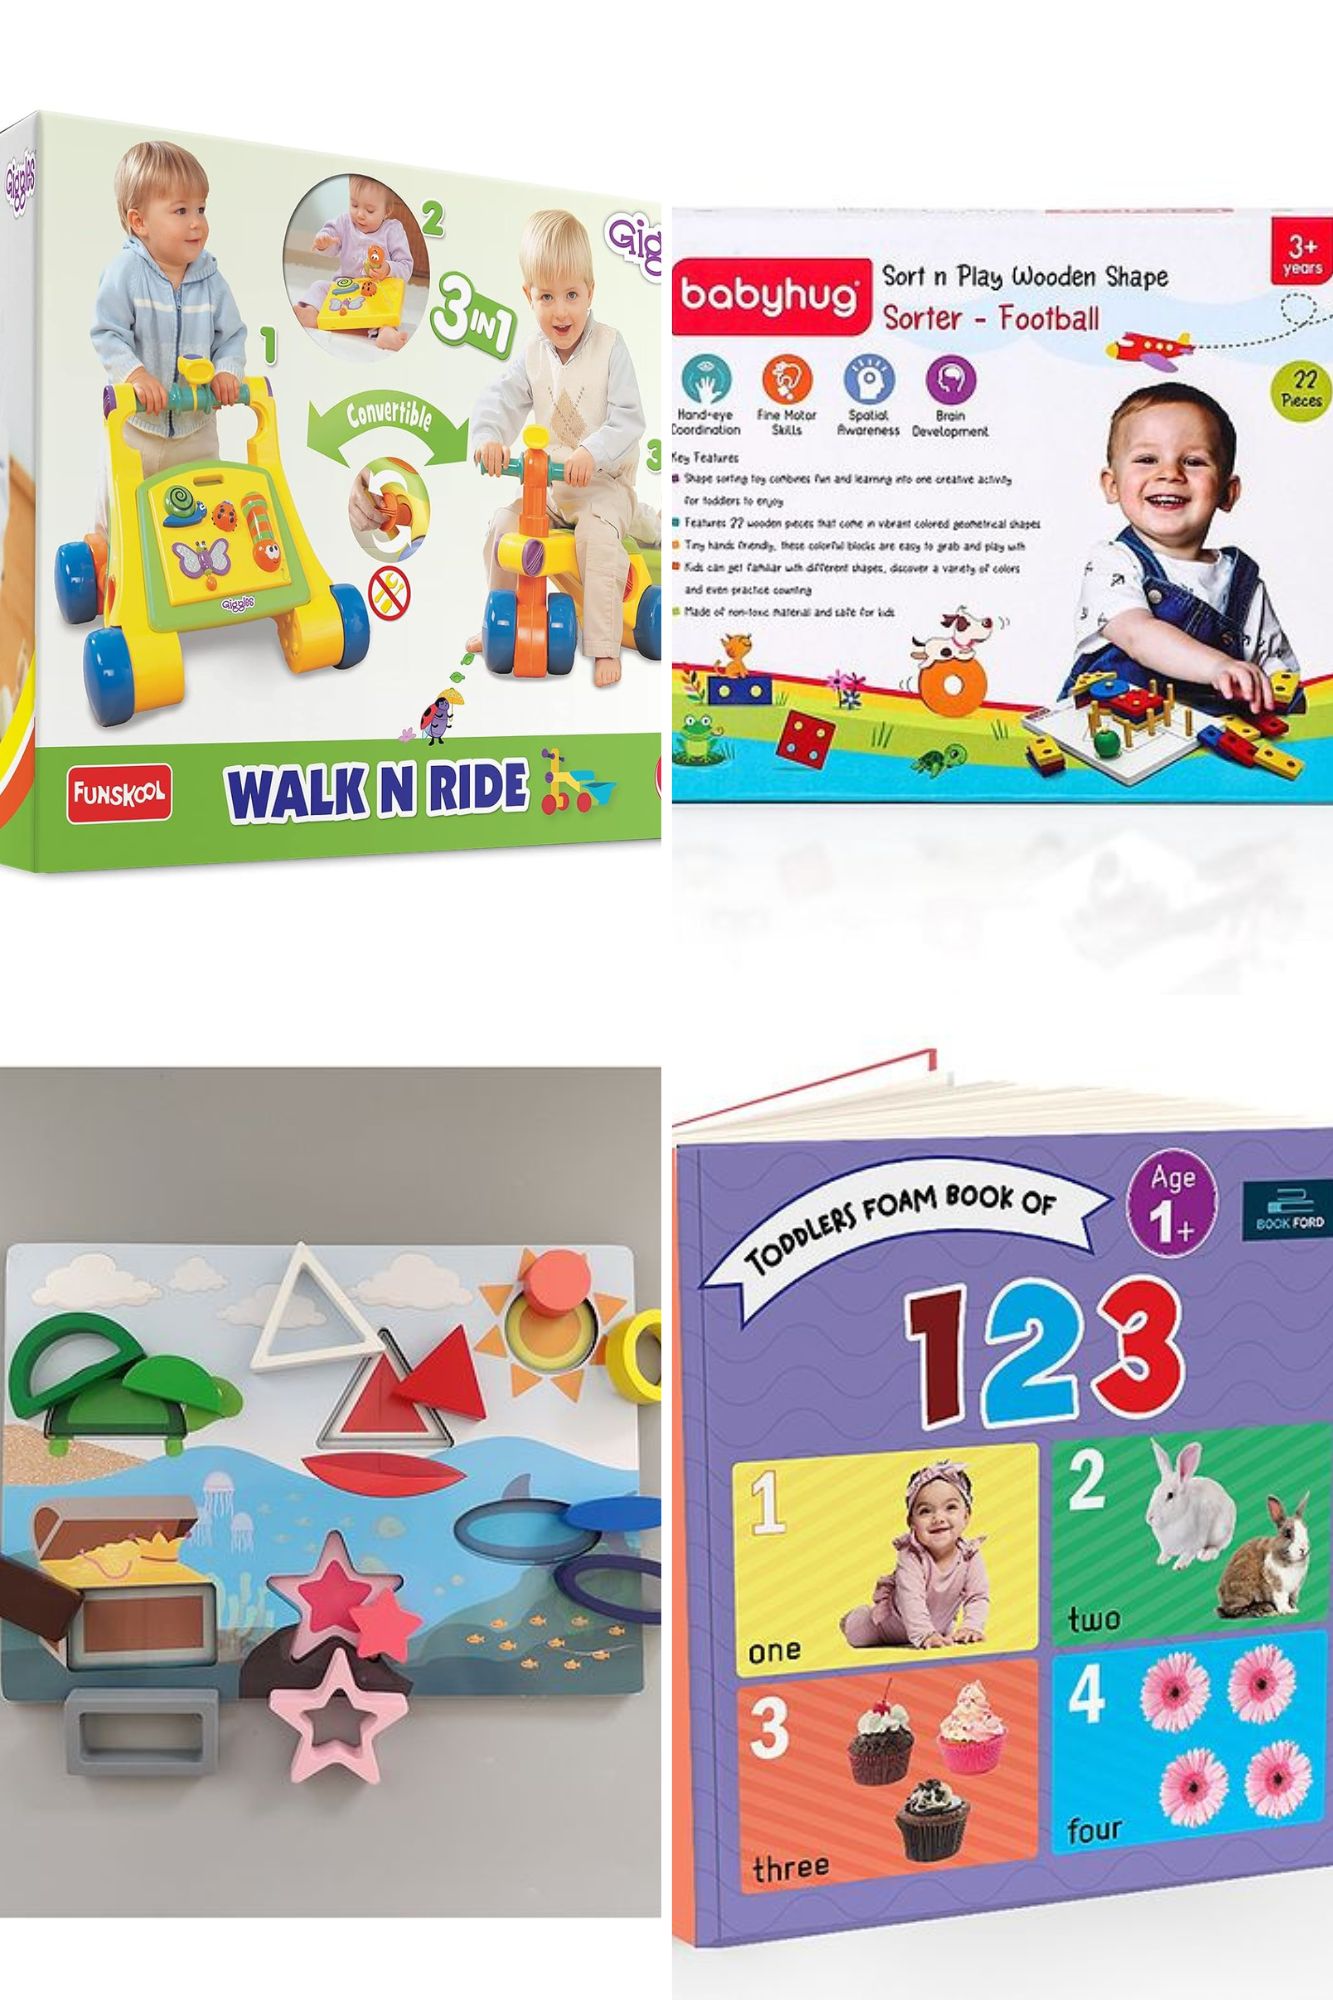 Giggles
2
Gig
3 IN 1
1
Convertible
3
Giggles
FUNSKOOL
WALK N RIDE
babyhug
Sort n Play Wooden Shape
Sorter - Football
3+
years
22
Pieces
Hand-eye
Coordination
Fine Motor
Skills
Spatial
Awareness
Brain
Development
Key Features
Shape sorting toy combines fun and learning into one creative activity
for toddlers to enjoy
Features 22 wooden pieces that come in vibrant colored geometrical shapes
Tiny hands friendly, these colorful blocks are easy to grab and play with
Kids can get familiar with different shapes, discover a variety of colors
and even practice counting
Made of non-toxic material and safe for kids
TODDLERS FOAM BOOK OF
Age
1+
BOOK FORD
123
1
one
2
two
3
three
4
four